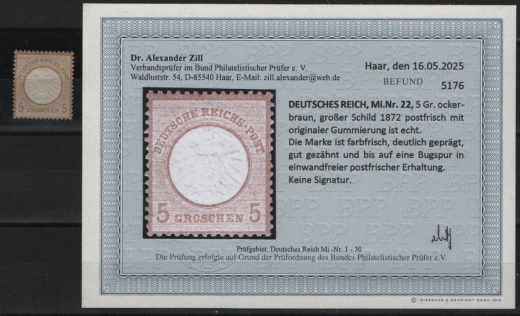 Dr. Alexander Zill
Verbandsprüfer im Bund Philatelistischer Prüfer e.V.
Waldluststr. 54, D-85540 Haar, E-Mail: zill.alexander@web.de
Haar, den 16.05.2025
BEFUND
5176
DEUTSCHES REICH, Mi.Nr. 22, 5 Gr. ocker-
braun, großer Schild 1872 postfrisch mit
originaler Gummierung ist echt.
Die Marke ist farbfrisch, deutlich geprägt,
gut gezähnt und bis auf eine Bugspur in
einwandfreier postfrischer Erhaltung.
Keine Signatur.
DEUTSCHE REICHS-POST
5 GROSCHEN 5
5 GROSCHEN 5
Prüfgebiet: Deutsches Reich Mi.-Nr. 1 - 30
Die Prüfung erfolgte auf Grund der Prüfordnung des Bundes Philatelistischer Prüfer e.V.